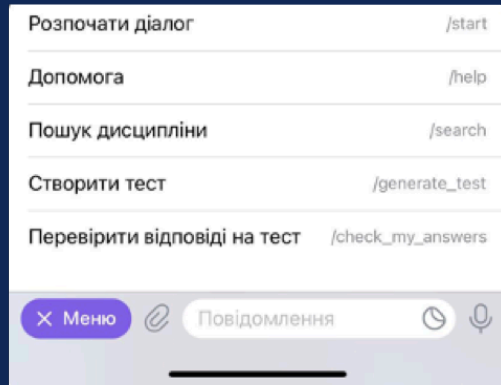 Розпочати діалог /start
Допомога /help
Пошук дисципліни /search
Створити тест /generate_test
Перевірити відповіді на тест /check_my_answers
Меню Повідомлення